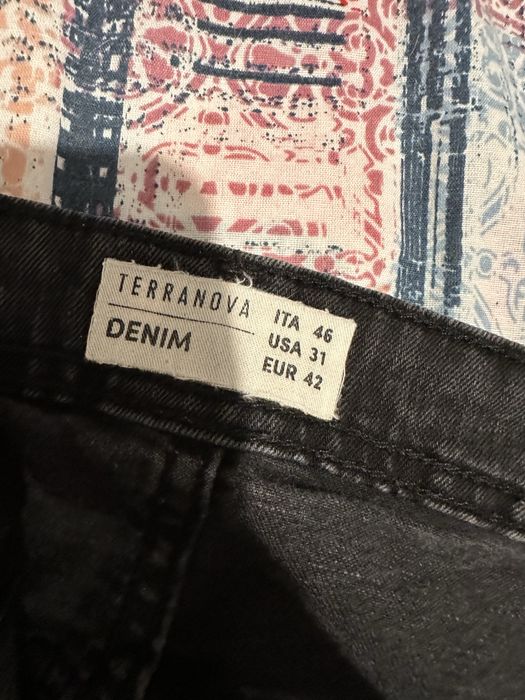 TERRANOVA
DENIM
ITA 46
USA 31
EUR 42